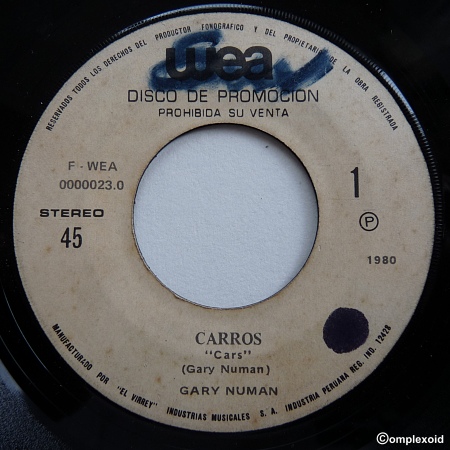 RESERVADOS TODOS LOS DERECHOS DEL PRODUCTOR FONOGRAFICO Y DEL PROPIETARIO DE LA OBRA REGISTRADA
wea
DISCO DE PROMOCION
PROHIBIDA SU VENTA
F - WEA
0000023.0
STEREO
45
1
Ⓟ
1980
CARROS
"Cars"
(Gary Numan)
GARY NUMAN
MANUFACTURADO POR "EL VIRREY" INDUSTRIAS MUSICALES S. A. INDUSTRIA PERUANA REG. IND. 12428
©omplexoid